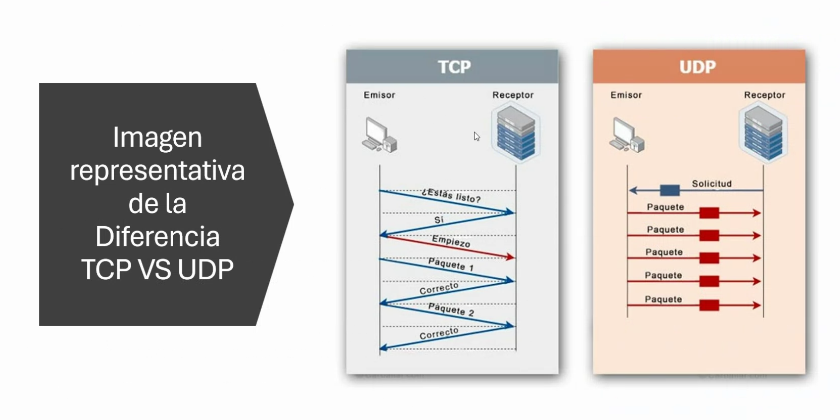 Imagen
representativa
de la
Diferencia
TCP VS UDP
TCP
Emisor
Receptor
¿Estás listo?
Sí
Empiezo
Paquete 1
Correcto
Paquete 2
Correcto
UDP
Emisor
Receptor
Solicitud
Paquete
Paquete
Paquete
Paquete
Paquete